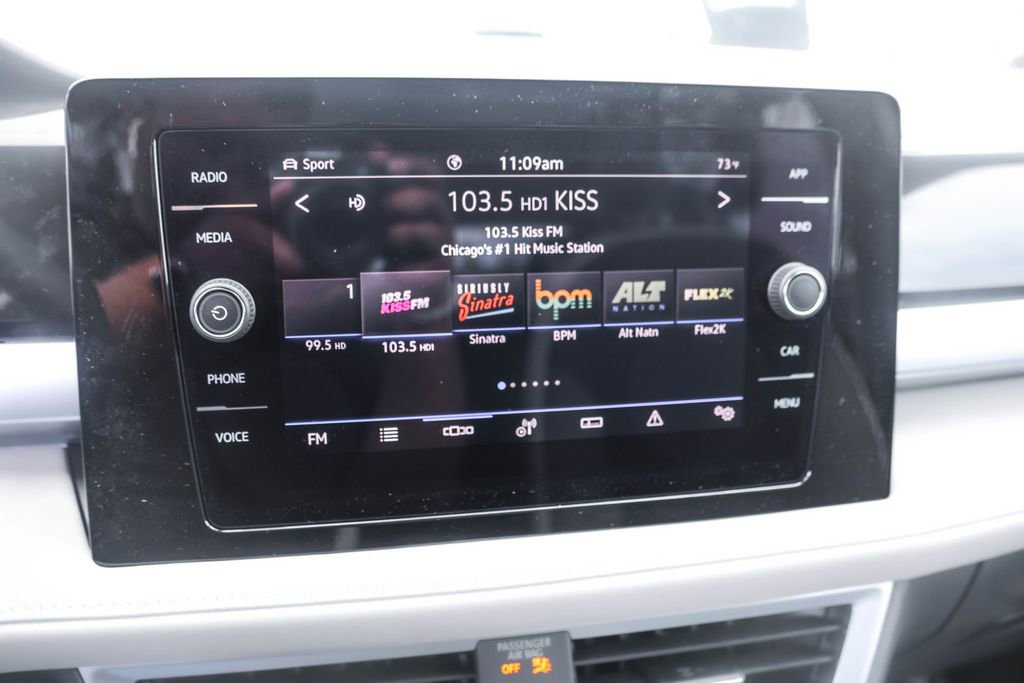 RADIO
MEDIA
PHONE
VOICE
Sport 11:09am 73°F
< HD 103.5 HD1 KISS >
103.5 Kiss FM
Chicago's #1 Hit Music Station
1
103.5
KISSFM
SIRIUSLY
Sinatra
bpm
ALT
NATION
FLEX2K
99.5 HD 103.5 HD1 Sinatra BPM Alt Natn Flex2K
FM
APP
SOUND
CAR
MENU
PASSENGER
AIR BAG
OFF